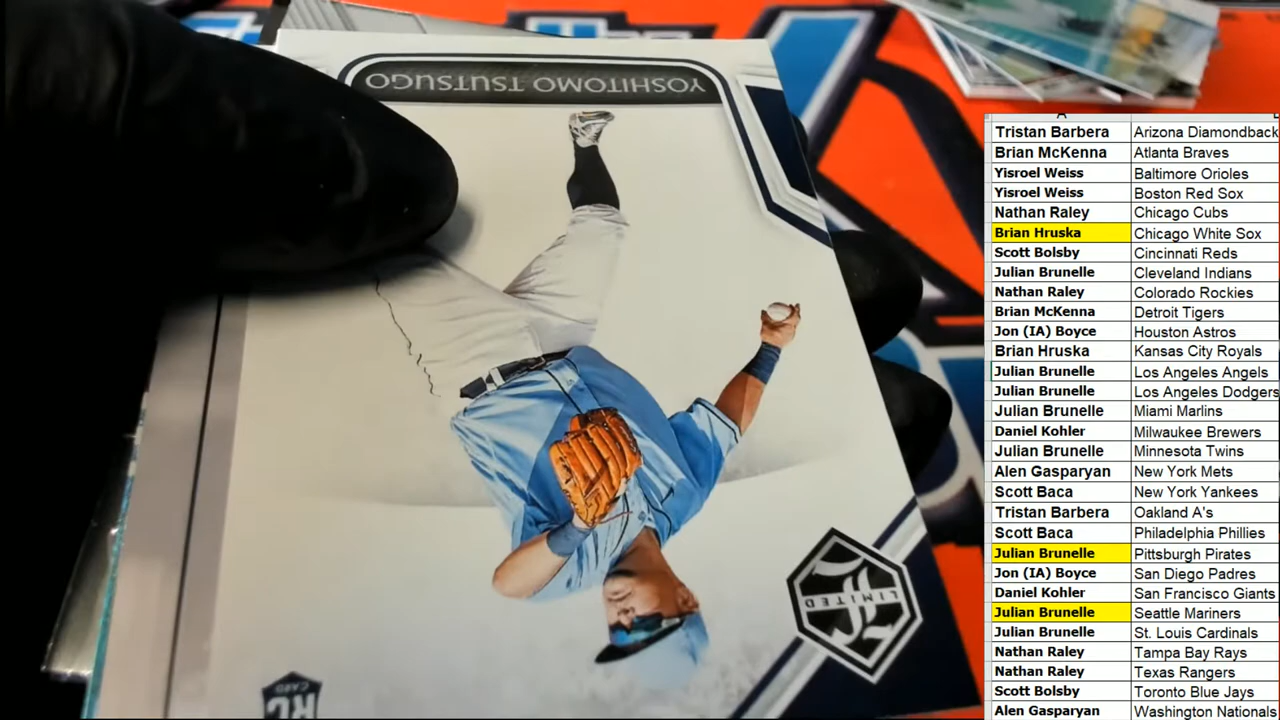 YOSHITOMO TSUTSUGO
LIMITED
RC
CARD
A
Tristan Barbera Arizona Diamondback
Brian McKenna Atlanta Braves
Yisroel Weiss Baltimore Orioles
Yisroel Weiss Boston Red Sox
Nathan Raley Chicago Cubs
Brian Hruska Chicago White Sox
Scott Bolsby Cincinnati Reds
Julian Brunelle Cleveland Indians
Nathan Raley Colorado Rockies
Brian McKenna Detroit Tigers
Jon (IA) Boyce Houston Astros
Brian Hruska Kansas City Royals
Julian Brunelle Los Angeles Angels
Julian Brunelle Los Angeles Dodgers
Julian Brunelle Miami Marlins
Daniel Kohler Milwaukee Brewers
Julian Brunelle Minnesota Twins
Alen Gasparyan New York Mets
Scott Baca New York Yankees
Tristan Barbera Oakland A's
Scott Baca Philadelphia Phillies
Julian Brunelle Pittsburgh Pirates
Jon (IA) Boyce San Diego Padres
Daniel Kohler San Francisco Giants
Julian Brunelle Seattle Mariners
Julian Brunelle St. Louis Cardinals
Nathan Raley Tampa Bay Rays
Nathan Raley Texas Rangers
Scott Bolsby Toronto Blue Jays
Alen Gasparyan Washington Nationals